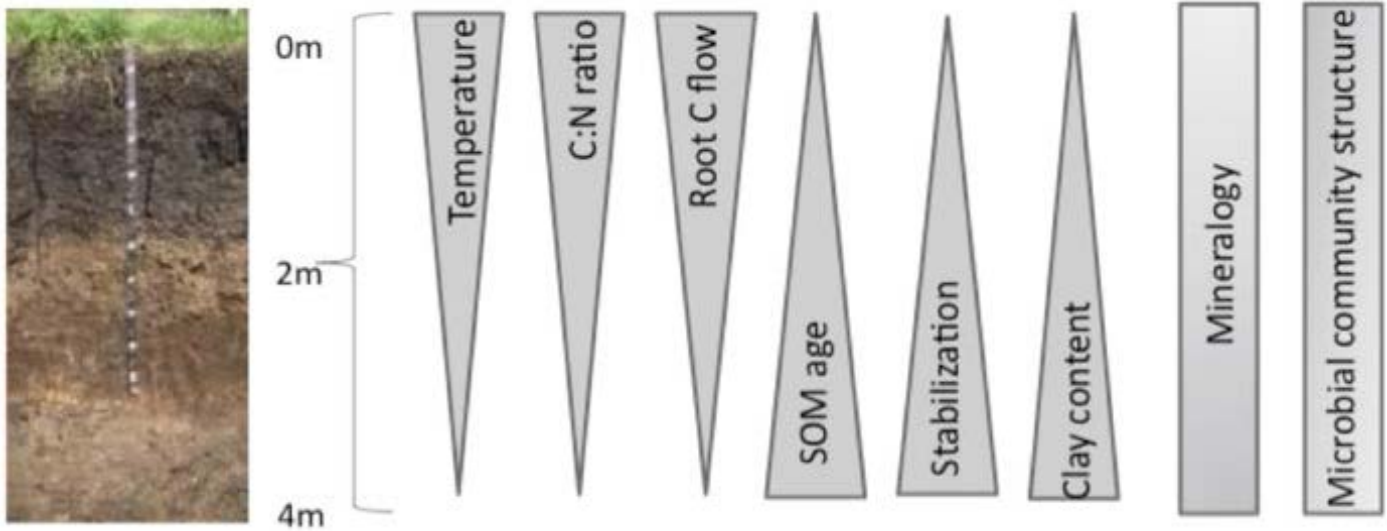 0m
2m
4m
Temperature
C:N ratio
Root C flow
SOM age
Stabilization
Clay content
Mineralogy
Microbial community structure